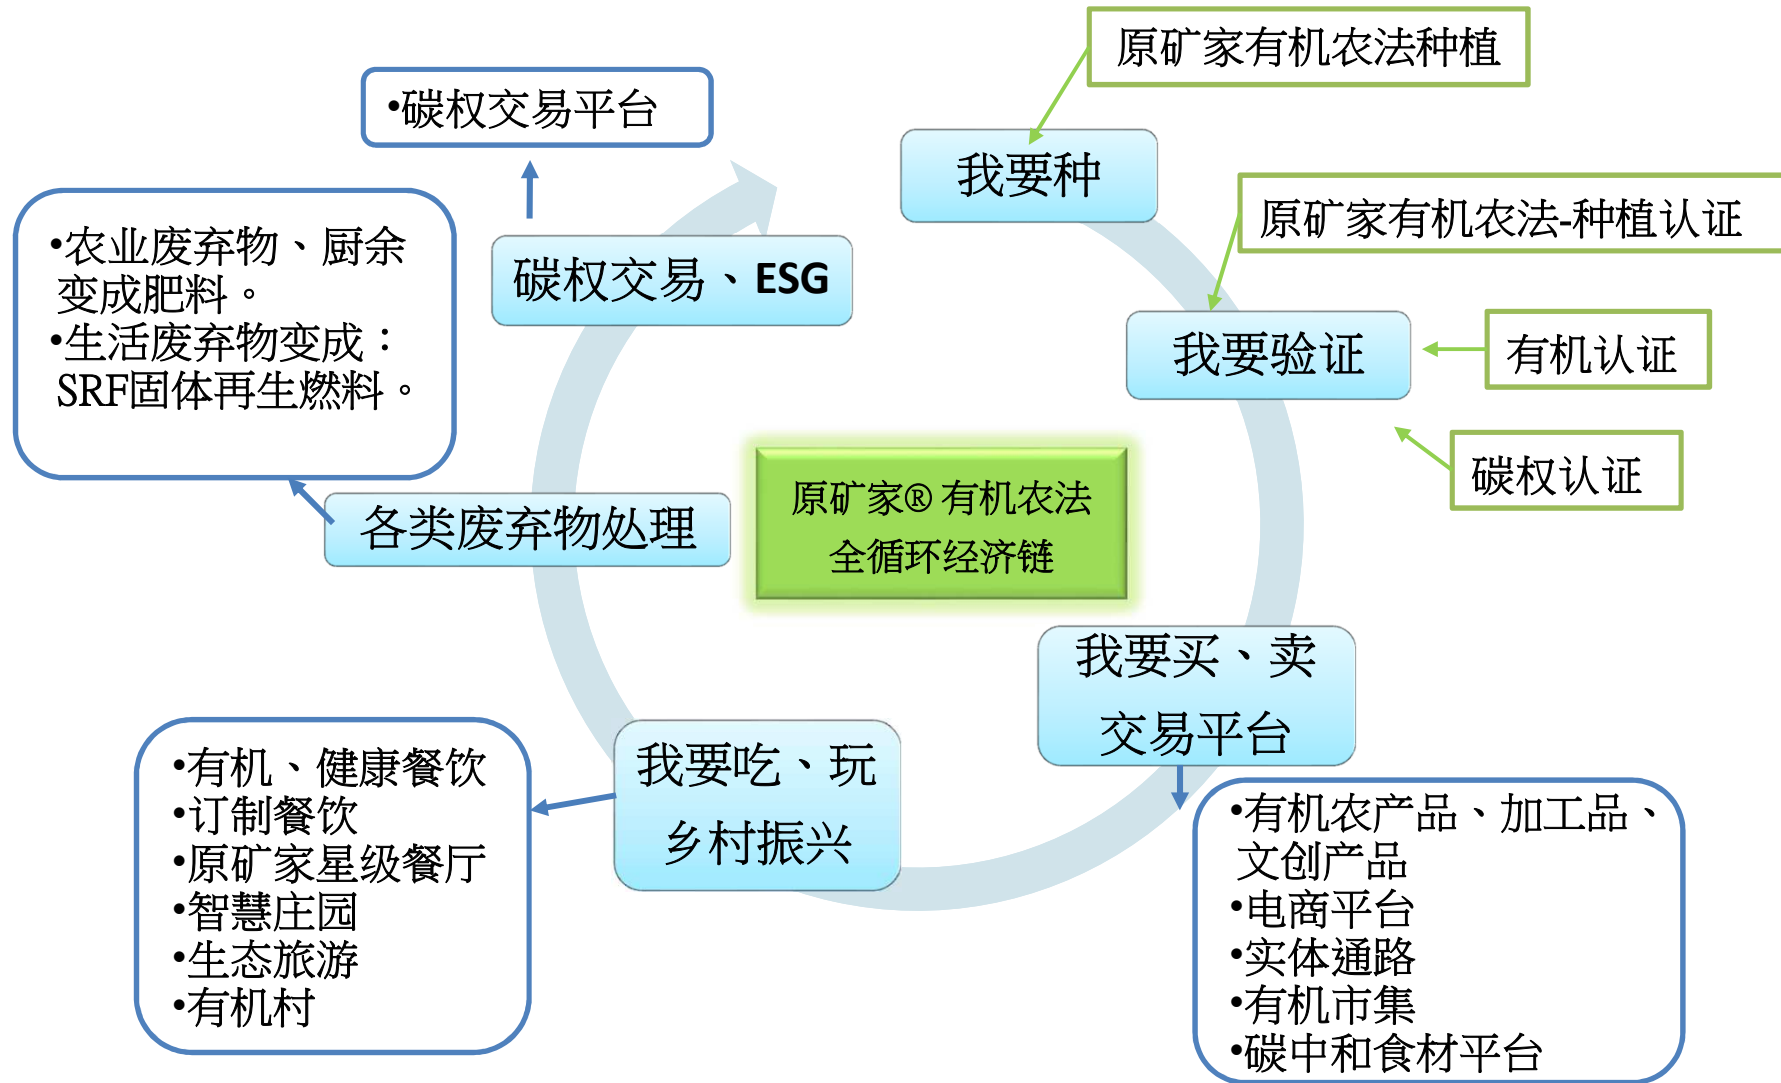 原矿家有机农法种植
•碳权交易平台
我要种
原矿家有机农法-种植认证
•农业废弃物、厨余
变成肥料。
•生活废弃物变成：
SRF固体再生燃料。
碳权交易、ESG
我要验证
有机认证
碳权认证
原矿家® 有机农法
全循环经济链
各类废弃物处理
我要买、卖
交易平台
我要吃、玩
乡村振兴
•有机、健康餐饮
•订制餐饮
•原矿家星级餐厅
•智慧庄园
•生态旅游
•有机村
•有机农产品、加工品、
文创产品
•电商平台
•实体通路
•有机市集
•碳中和食材平台